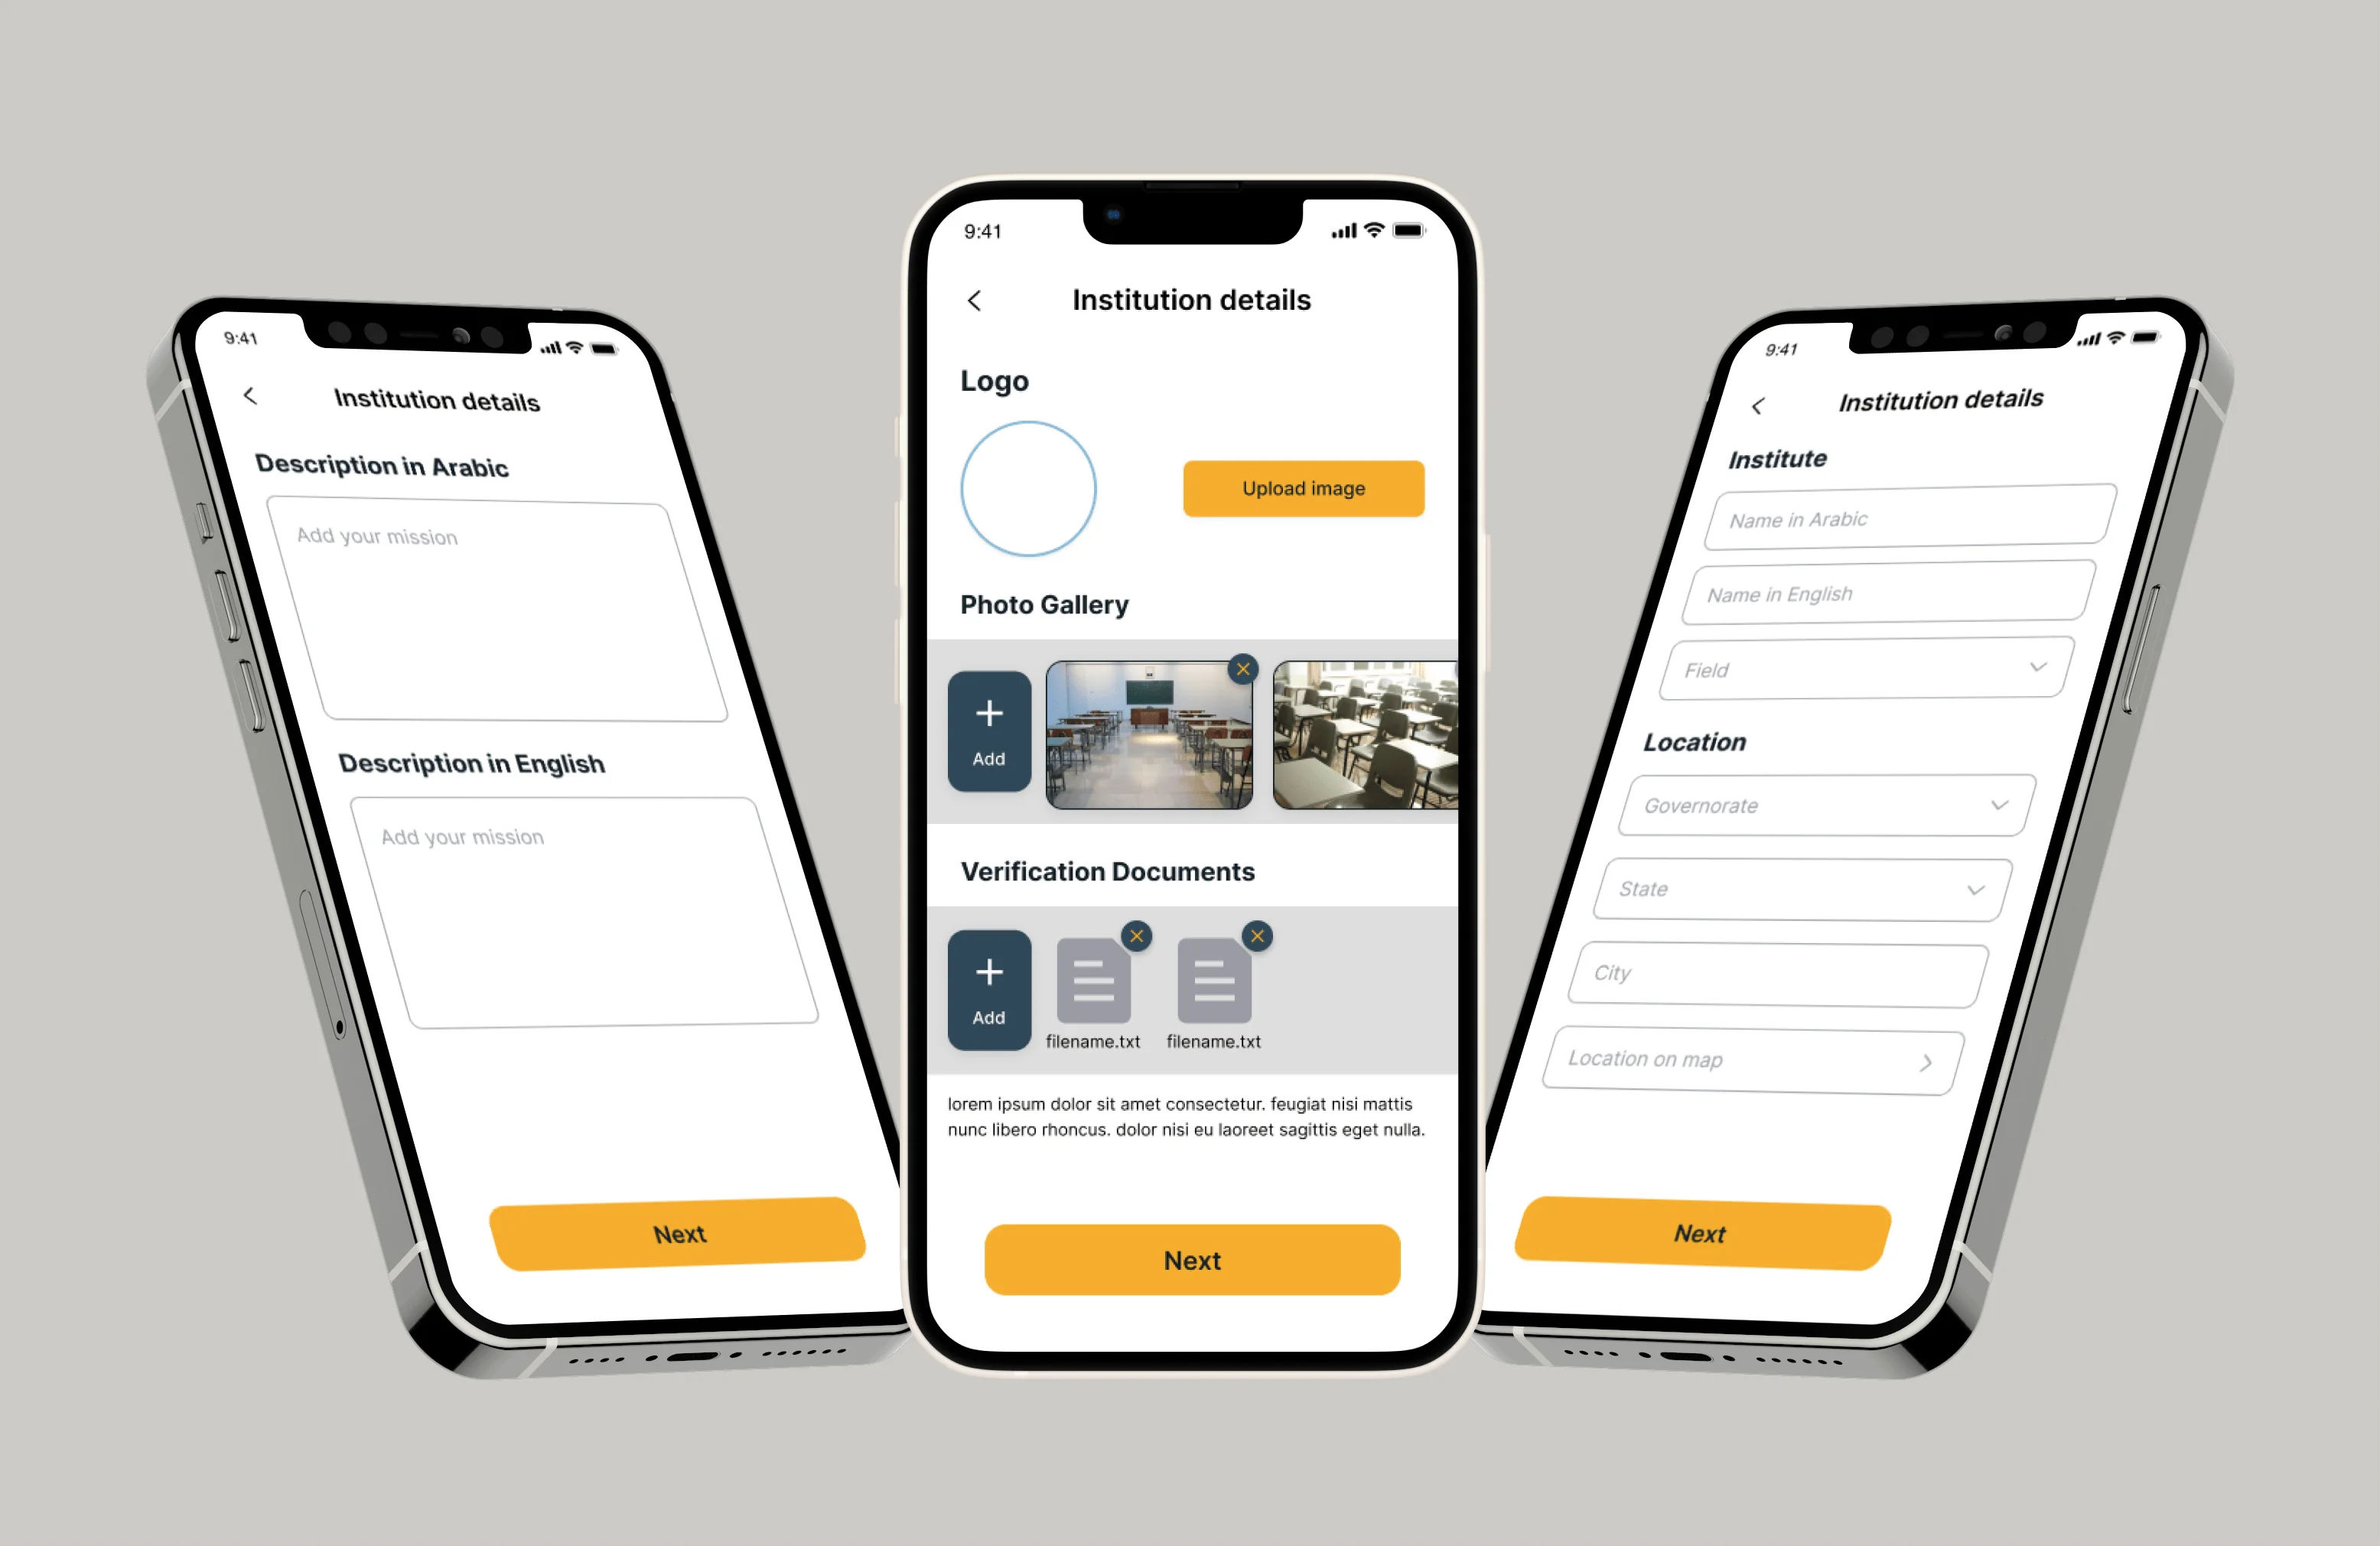 9:41
Institution details
Description in Arabic
Add your mission
Description in English
Add your mission
Next
9:41
Institution details
Logo
Upload image
Photo Gallery
Add
Verification Documents
Add
filename.txt
filename.txt
lorem ipsum dolor sit amet consectetur. feugiat nisi mattis
nunc libero rhoncus. dolor nisi eu laoreet sagittis eget nulla.
Next
9:41
Institution details
Institute
Name in Arabic
Name in English
Field
Location
Governorate
State
City
Location on map
Next